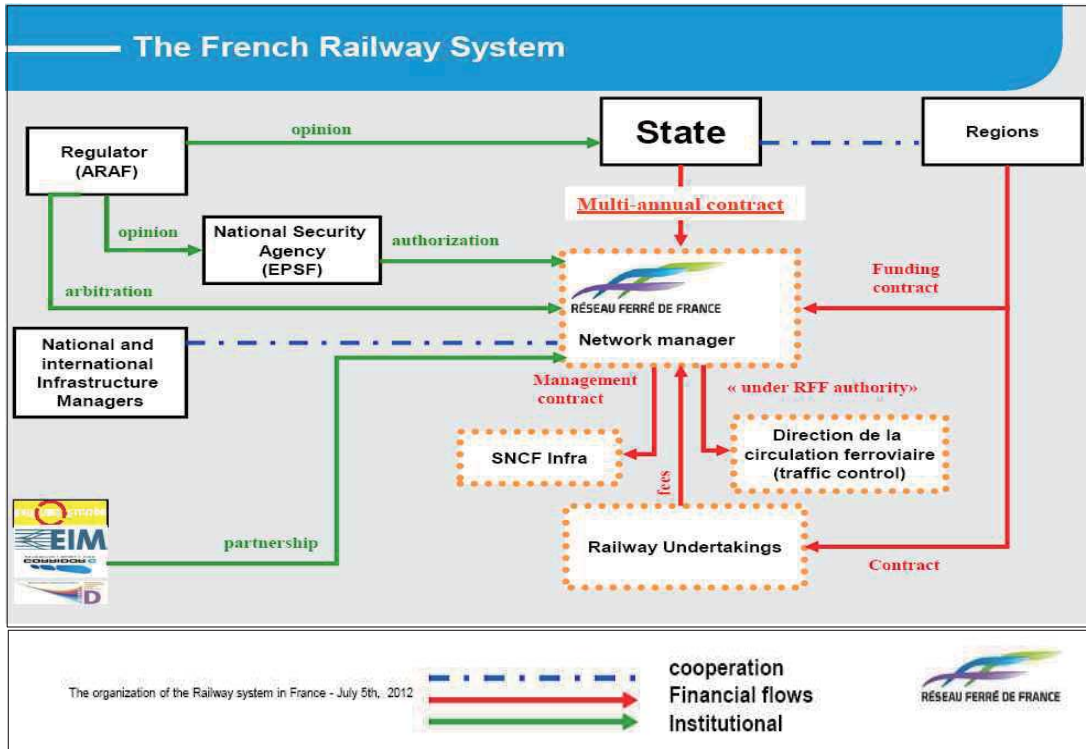 The French Railway System
opinion
State
Regions
Regulator
(ARAF)
Multi-annual contract
opinion
National Security
Agency
(EPSF)
authorization
Funding
contract
arbitration
RÉSEAU FERRÉ DE FRANCE
Network manager
National and
international
Infrastructure
Managers
Management
contract
« under RFF authority»
SNCF Infra
Direction de la
circulation ferroviaire
(traffic control)
fees
EIM
CORRIDOR
D
partnership
Railway Undertakings
Contract
The organization of the Railway system in France - July 5th, 2012
cooperation
Financial flows
Institutional
RÉSEAU FERRÉ DE FRANCE